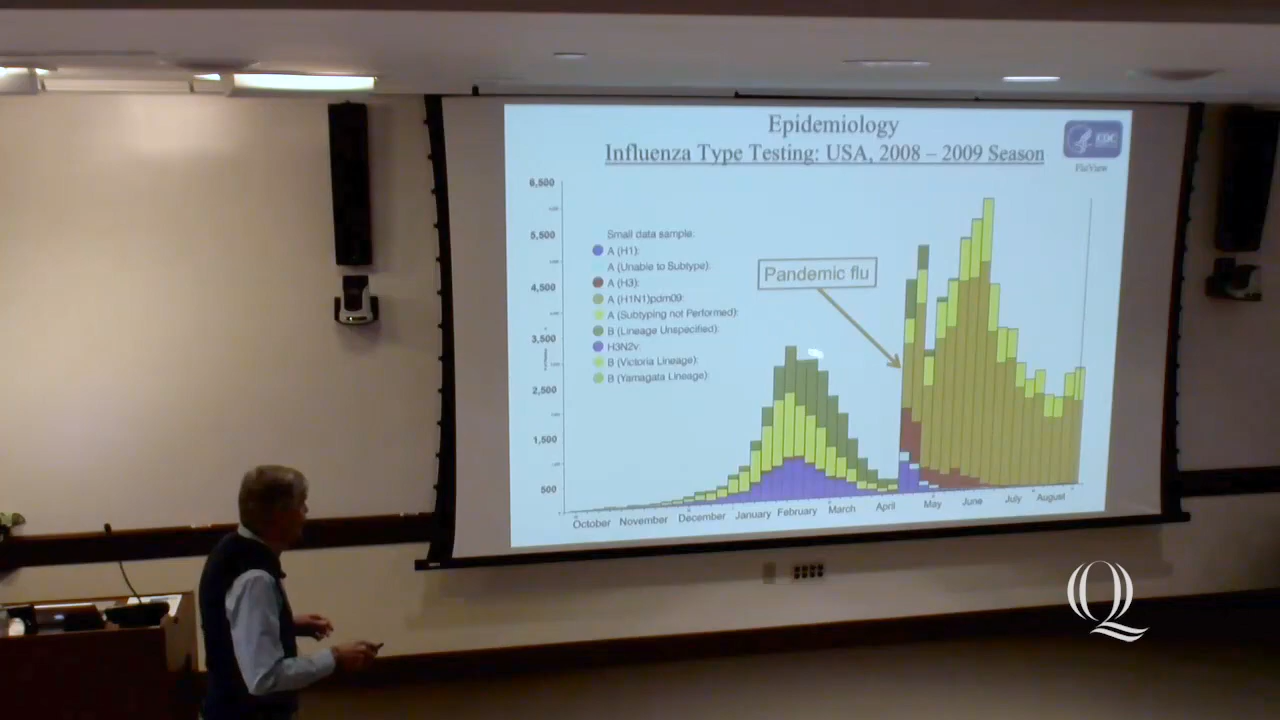 Epidemiology
Influenza Type Testing: USA, 2008 – 2009 Season
CDC
FluView
6,500
5,500
4,500
3,500
2,500
1,500
500
Small data sample:
A (H1):
A (Unable to Subtype):
A (H3):
A (H1N1)pdm09:
A (Subtyping not Performed):
B (Lineage Unspecified):
H3N2v:
B (Victoria Lineage):
B (Yamagata Lineage):
Pandemic flu
October November December January February March April May June July August
Q